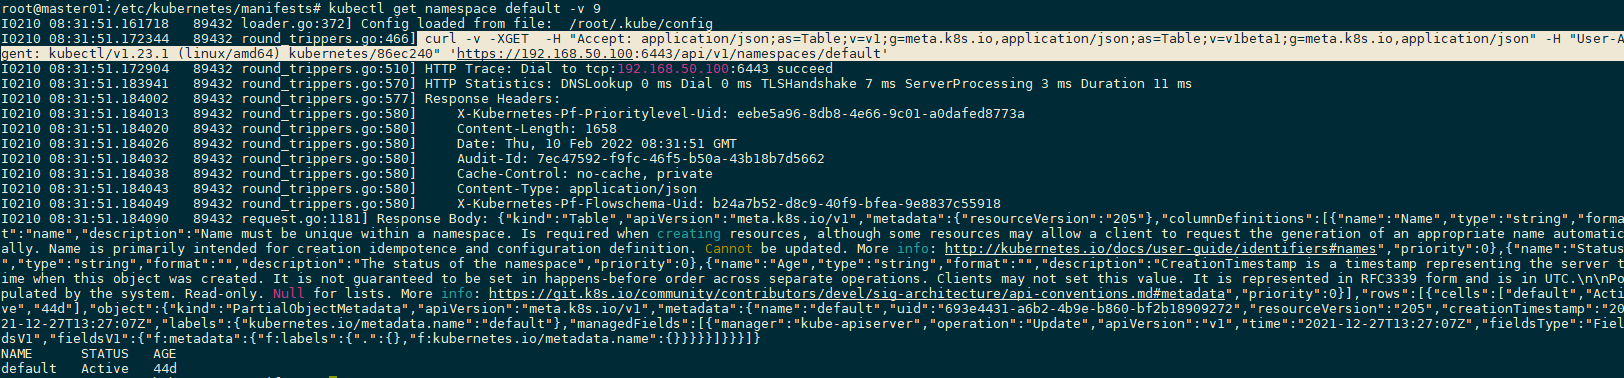 root@master01:/etc/kubernetes/manifests# kubectl get namespace default -v 9
I0210 08:31:51.161718   89432 loader.go:372] Config loaded from file:  /root/.kube/config
I0210 08:31:51.172344   89432 round_trippers.go:466] curl -v -XGET  -H "Accept: application/json;as=Table;v=v1;g=meta.k8s.io,application/json;as=Table;v=v1beta1;g=meta.k8s.io,application/json" -H "User-A
gent: kubectl/v1.23.1 (linux/amd64) kubernetes/86ec240" 'https://192.168.50.100:6443/api/v1/namespaces/default'
I0210 08:31:51.172904   89432 round_trippers.go:510] HTTP Trace: Dial to tcp:192.168.50.100:6443 succeed
I0210 08:31:51.183941   89432 round_trippers.go:570] HTTP Statistics: DNSLookup 0 ms Dial 0 ms TLSHandshake 7 ms ServerProcessing 3 ms Duration 11 ms
I0210 08:31:51.184002   89432 round_trippers.go:577] Response Headers:
I0210 08:31:51.184013   89432 round_trippers.go:580]     X-Kubernetes-Pf-Prioritylevel-Uid: eebe5a96-8db8-4e66-9c01-a0dafed8773a
I0210 08:31:51.184020   89432 round_trippers.go:580]     Content-Length: 1658
I0210 08:31:51.184026   89432 round_trippers.go:580]     Date: Thu, 10 Feb 2022 08:31:51 GMT
I0210 08:31:51.184032   89432 round_trippers.go:580]     Audit-Id: 7ec47592-f9fc-46f5-b50a-43b18b7d5662
I0210 08:31:51.184038   89432 round_trippers.go:580]     Cache-Control: no-cache, private
I0210 08:31:51.184043   89432 round_trippers.go:580]     Content-Type: application/json
I0210 08:31:51.184049   89432 round_trippers.go:580]     X-Kubernetes-Pf-Flowschema-Uid: b24a7b52-d8c9-40f9-bfea-9e8837c55918
I0210 08:31:51.184090   89432 request.go:1181] Response Body: {"kind":"Table","apiVersion":"meta.k8s.io/v1","metadata":{"resourceVersion":"205"},"columnDefinitions":[{"name":"Name","type":"string","forma
t":"name","description":"Name must be unique within a namespace. Is required when creating resources, although some resources may allow a client to request the generation of an appropriate name automatic
ally. Name is primarily intended for creation idempotence and configuration definition. Cannot be updated. More info: http://kubernetes.io/docs/user-guide/identifiers#names","priority":0},{"name":"Status
","type":"string","format":"","description":"The status of the namespace","priority":0},{"name":"Age","type":"string","format":"","description":"CreationTimestamp is a timestamp representing the server t
ime when this object was created. It is not guaranteed to be set in happens-before order across separate operations. Clients may not set this value. It is represented in RFC3339 form and is in UTC.\n\nPo
pulated by the system. Read-only. Null for lists. More info: https://git.k8s.io/community/contributors/devel/sig-architecture/api-conventions.md#metadata","priority":0}],"rows":[{"cells":["default","Acti
ve","44d"],"object":{"kind":"PartialObjectMetadata","apiVersion":"meta.k8s.io/v1","metadata":{"name":"default","uid":"693e4431-a6b2-4b9e-b860-bf2b18909272","resourceVersion":"205","creationTimestamp":"20
21-12-27T13:27:07Z","labels":{"kubernetes.io/metadata.name":"default"},"managedFields":[{"manager":"kube-apiserver","operation":"Update","apiVersion":"v1","time":"2021-12-27T13:27:07Z","fieldsType":"Fiel
dsV1","fieldsV1":{"f:metadata":{"f:labels":{".":{},"f:kubernetes.io/metadata.name":{}}}}}]}}}]}
NAME      STATUS   AGE
default   Active   44d